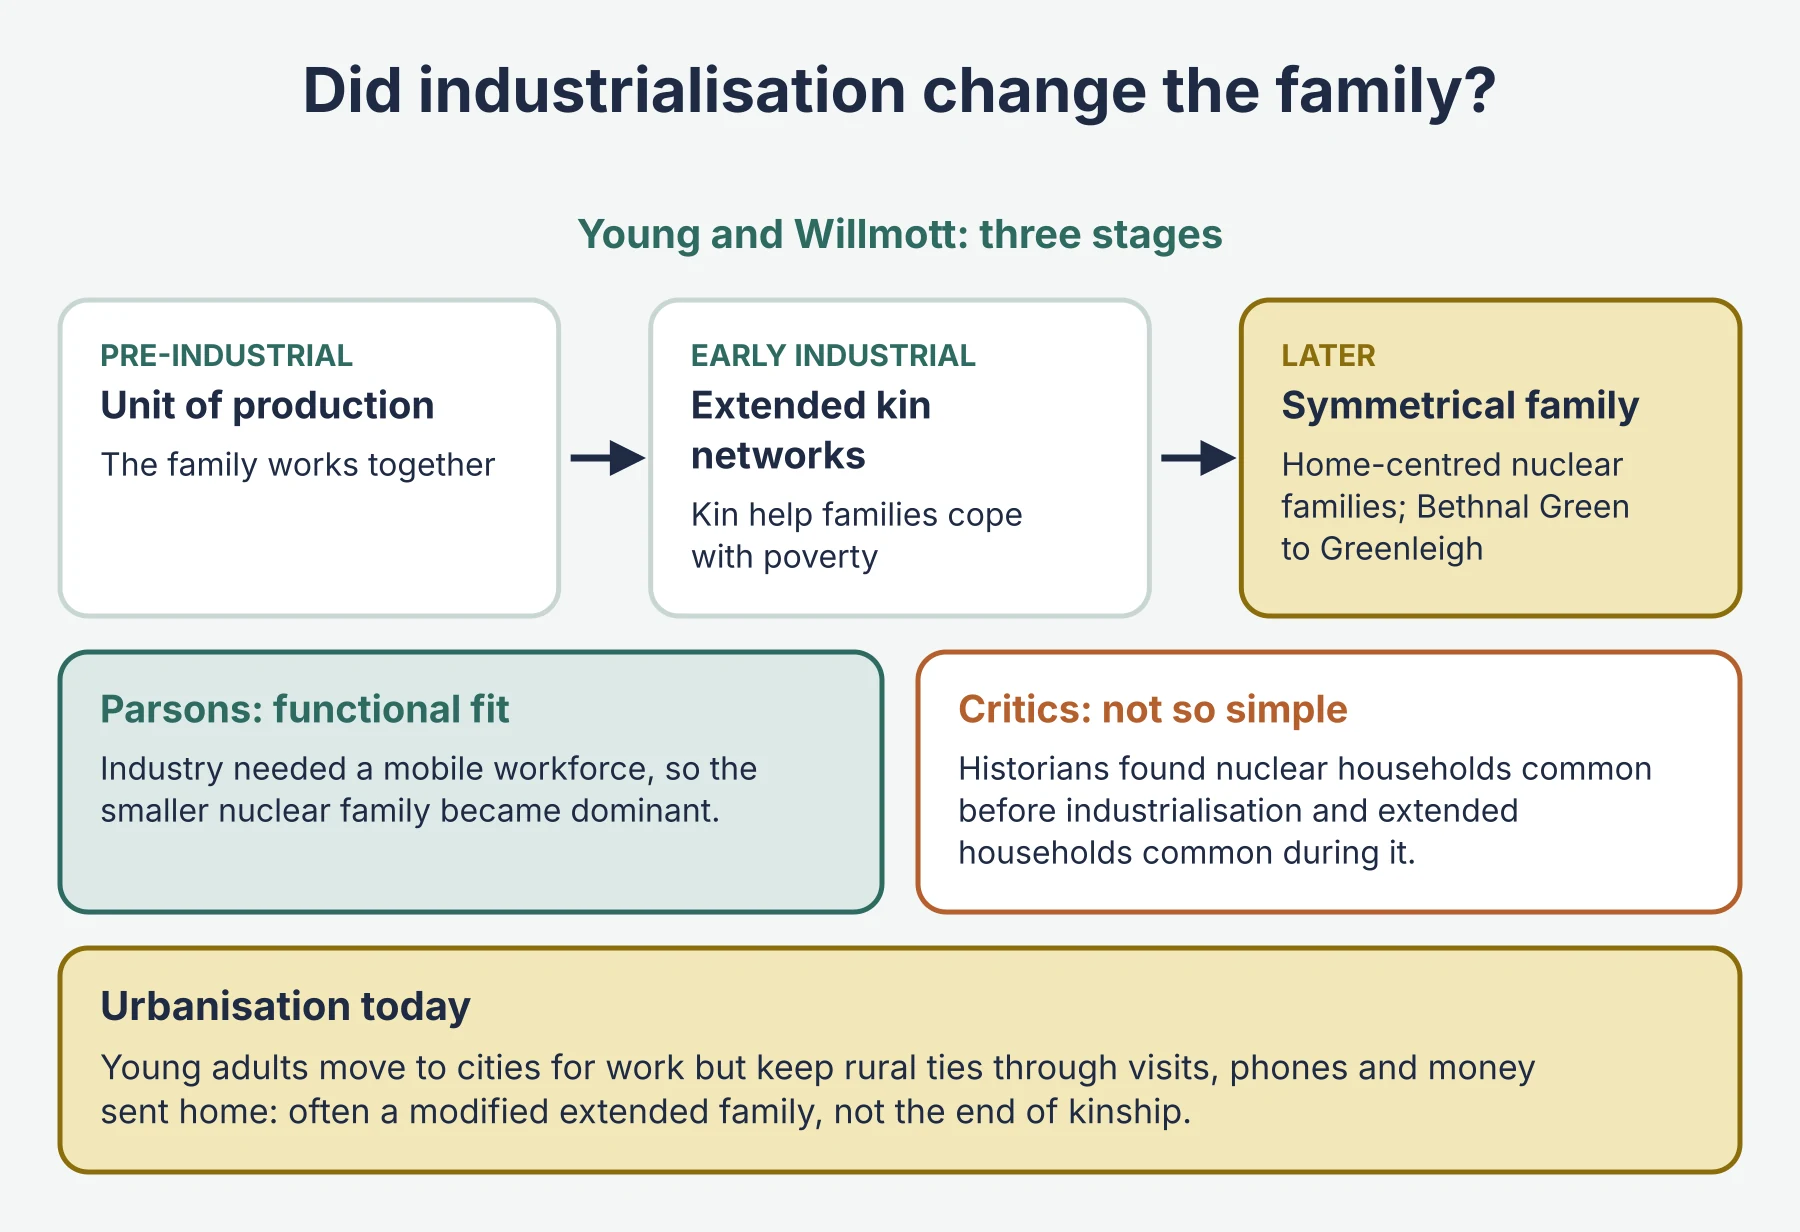 Did industrialisation change the family?
Young and Willmott: three stages
PRE-INDUSTRIAL
Unit of production
The family works together
EARLY INDUSTRIAL
Extended kin
networks
Kin help families cope
with poverty
LATER
Symmetrical family
Home-centred nuclear
families; Bethnal Green
to Greenleigh
Parsons: functional fit
Industry needed a mobile workforce, so the
smaller nuclear family became dominant.
Critics: not so simple
Historians found nuclear households common
before industrialisation and extended
households common during it.
Urbanisation today
Young adults move to cities for work but keep rural ties through visits, phones and money
sent home: often a modified extended family, not the end of kinship.